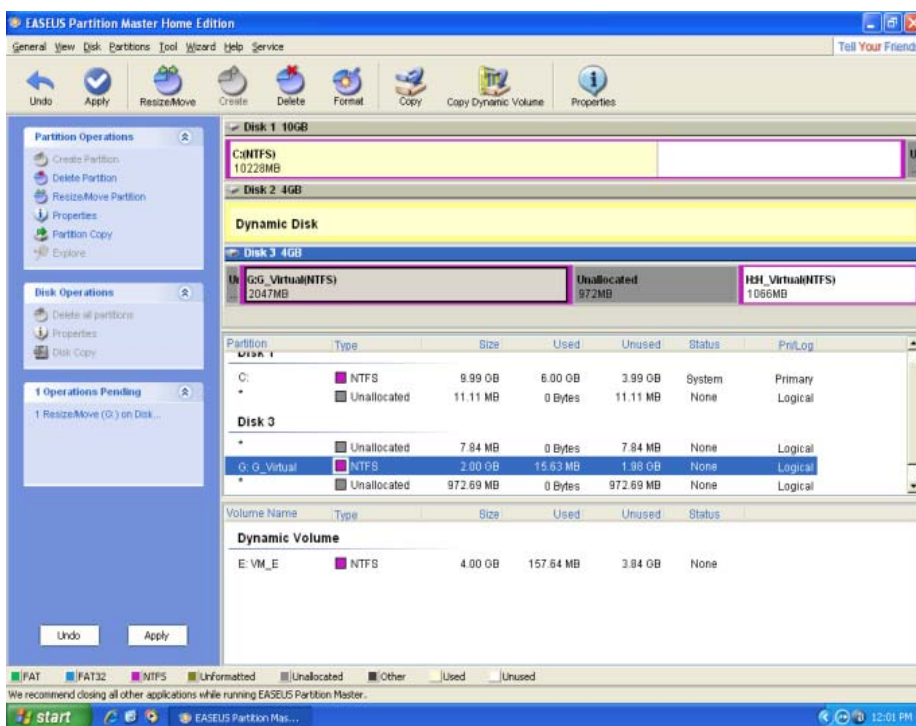 EASEUS Partition Master Home Edition
General View Disk Partitions Tool Wizard Help Service
Tell Your Friend
Undo Apply Resize/Move Create Delete Format Copy Copy Dynamic Volume Properties
Partition Operations
Create Partition
Delete Partition
Resize/Move Partition
Properties
Partition Copy
Explore
Disk Operations
Delete all partitions
Properties
Disk Copy
1 Operations Pending
1 Resize/Move (G:) on Disk...
Undo Apply
Disk 1 10GB
C:(NTFS)
10228MB
Disk 2 4GB
Dynamic Disk
Disk 3 4GB
G:G_Virtual(NTFS) Unallocated H:H_Virtual(NTFS)
2047MB 972MB 1066MB
Partition Type Size Used Unused Status Pri/Log
Disk 1
C: NTFS 9.99 GB 6.00 GB 3.99 GB System Primary
* Unallocated 11.11 MB 0 Bytes 11.11 MB None Logical
Disk 3
* Unallocated 7.84 MB 0 Bytes 7.84 MB None Logical
G: G_Virtual NTFS 2.00 GB 15.63 MB 1.98 GB None Logical
* Unallocated 972.69 MB 0 Bytes 972.69 MB None Logical
Volume Name Type Size Used Unused Status
Dynamic Volume
E: VM_E NTFS 4.00 GB 157.64 MB 3.84 GB None
FAT FAT32 NTFS Unformatted Unallocated Other Used Unused
We recommend closing all other applications while running EASEUS Partition Master.
start EASEUS Partition Mas... 12:01 PM